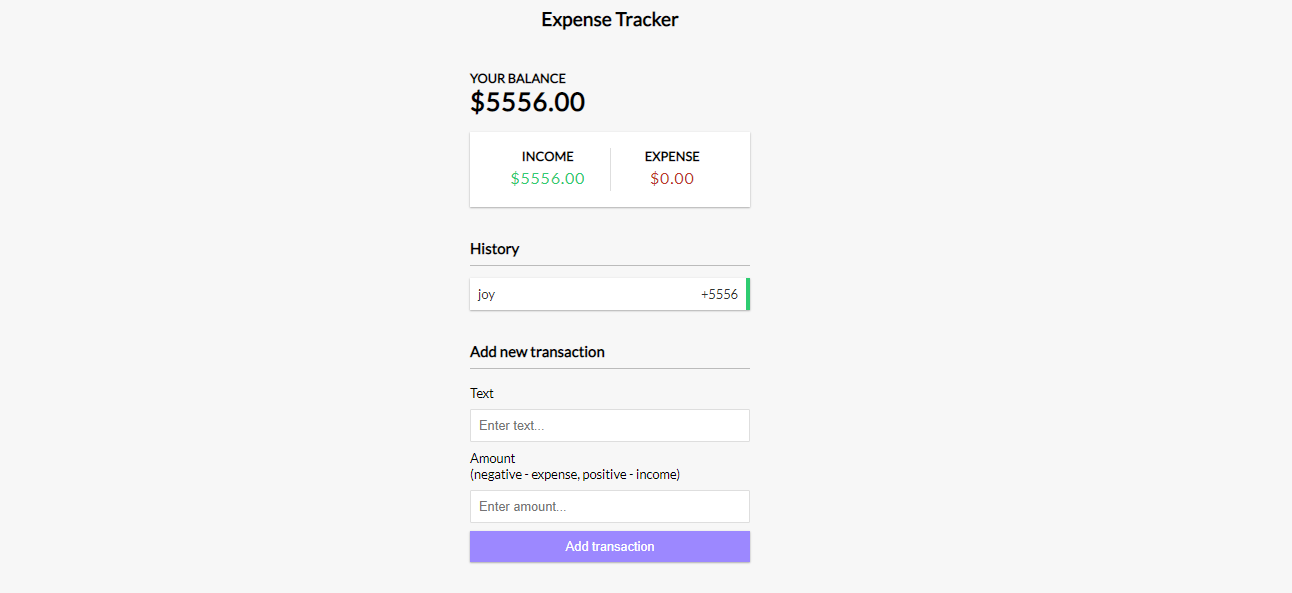 Expense Tracker
YOUR BALANCE
$5556.00
INCOME EXPENSE
$5556.00 $0.00
History
joy +5556
Add new transaction
Text
Enter text...
Amount
(negative - expense, positive - income)
Enter amount...
Add transaction